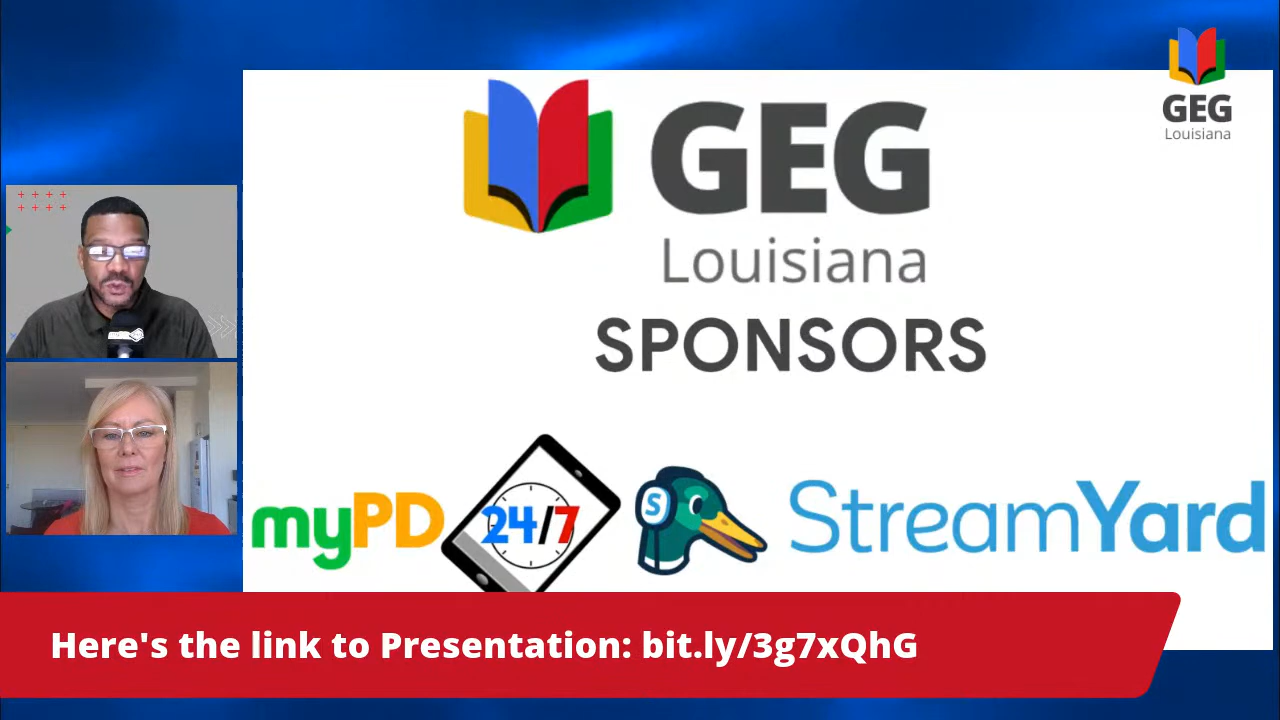 GEG
Louisiana
GEG
Louisiana
SPONSORS
myPD
24/7
S
StreamYard
Here's the link to Presentation: bit.ly/3g7xQhG